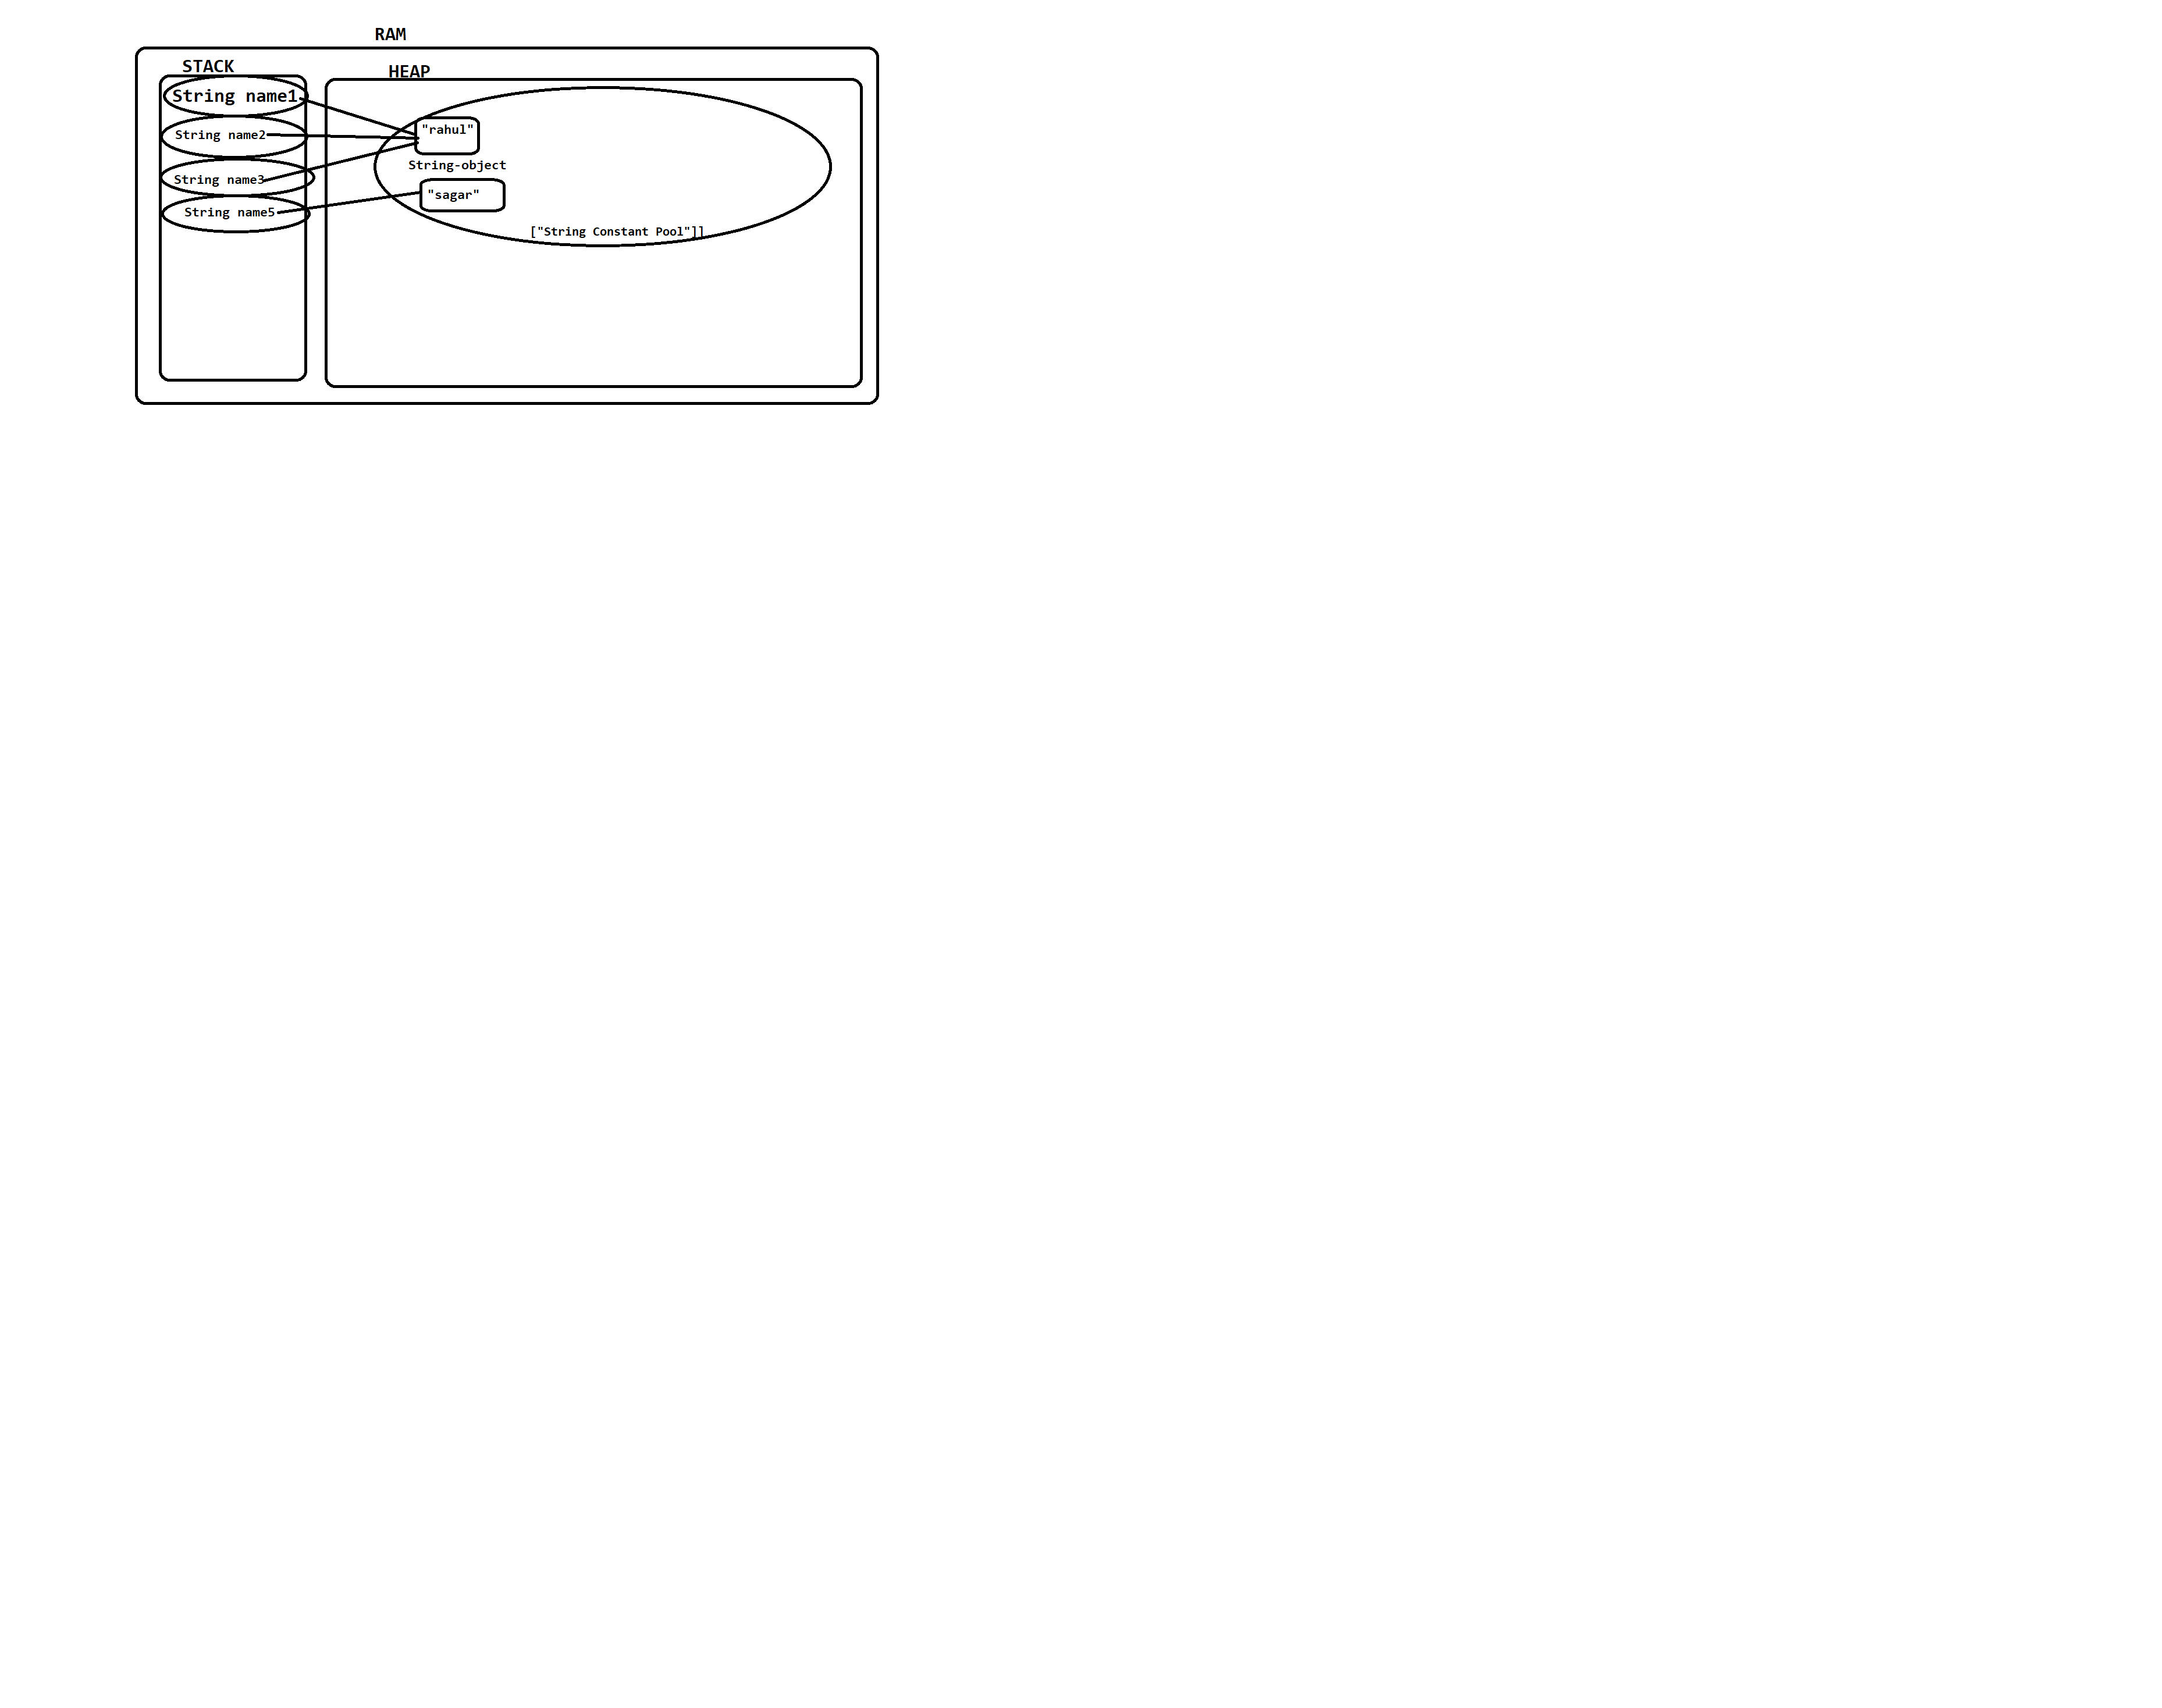 RAM
STACK
HEAP
String name1
"rahul"
String name2
String-object
String name3
"sagar"
String name5
["String Constant Pool"]]